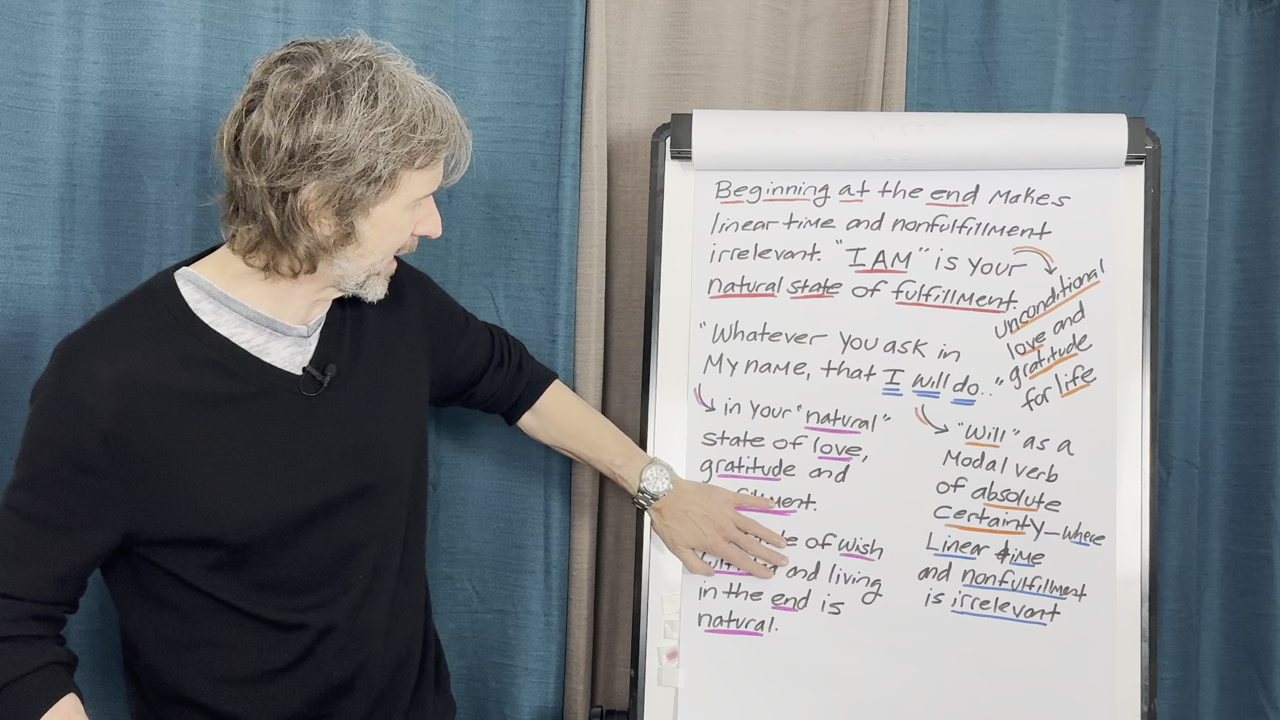 Beginning at the end makes
linear time and nonfulfillment
irrelevant. "I AM" is your
natural state of fulfillment.
unconditional
love and
gratitude
for life
"Whatever you ask in
My name, that I will do.."
in your "natural"
state of love,
gratitude and
of wish
and living
in the end is
natural.
"Will" as a
Modal verb
of absolute
certainty—where
Linear time
and nonfulfillment
is irrelevant